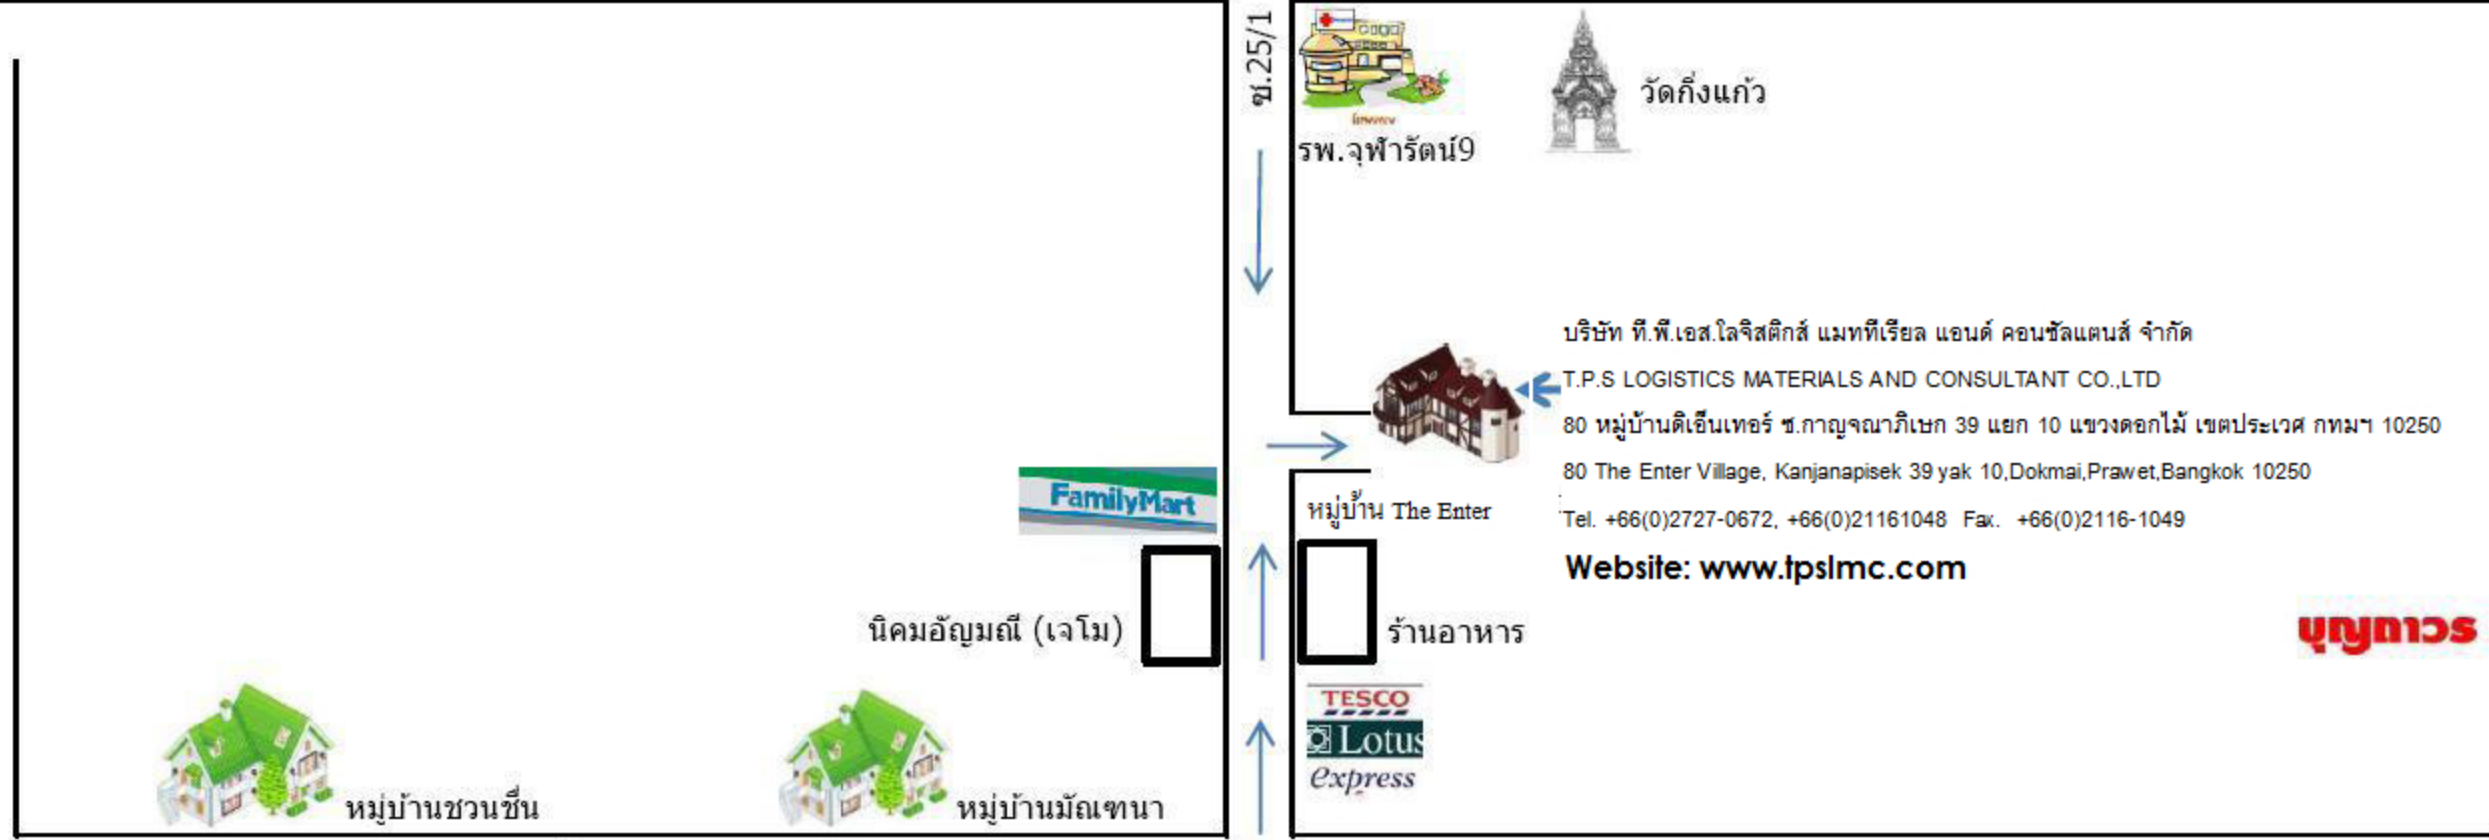 ซ.25/1
รพ.จุฬารัตน์9
วัดกิ่งแก้ว
บริษัท ที.พี.เอส.โลจิสติกส์ แมททีเรียล แอนด์ คอนซัลแตนส์ จำกัด
T.P.S LOGISTICS MATERIALS AND CONSULTANT CO.,LTD
80 หมู่บ้านดิเอ็นเทอร์ ซ.กาญจณาภิเษก 39 แยก 10 แขวงดอกไม้ เขตประเวศ กทมฯ 10250
80 The Enter Village, Kanjanapisek 39 yak 10,Dokmai,Prawet,Bangkok 10250
Tel. +66(0)2727-0672, +66(0)21161048 Fax. +66(0)2116-1049
Website: www.tpslmc.com
FamilyMart
หมู่บ้าน The Enter
นิคมอัญมณี (เจโม)
ร้านอาหาร
บุญถาวร
TESCO
Lotus
express
หมู่บ้านชวนชื่น
หมู่บ้านมัณฑนา